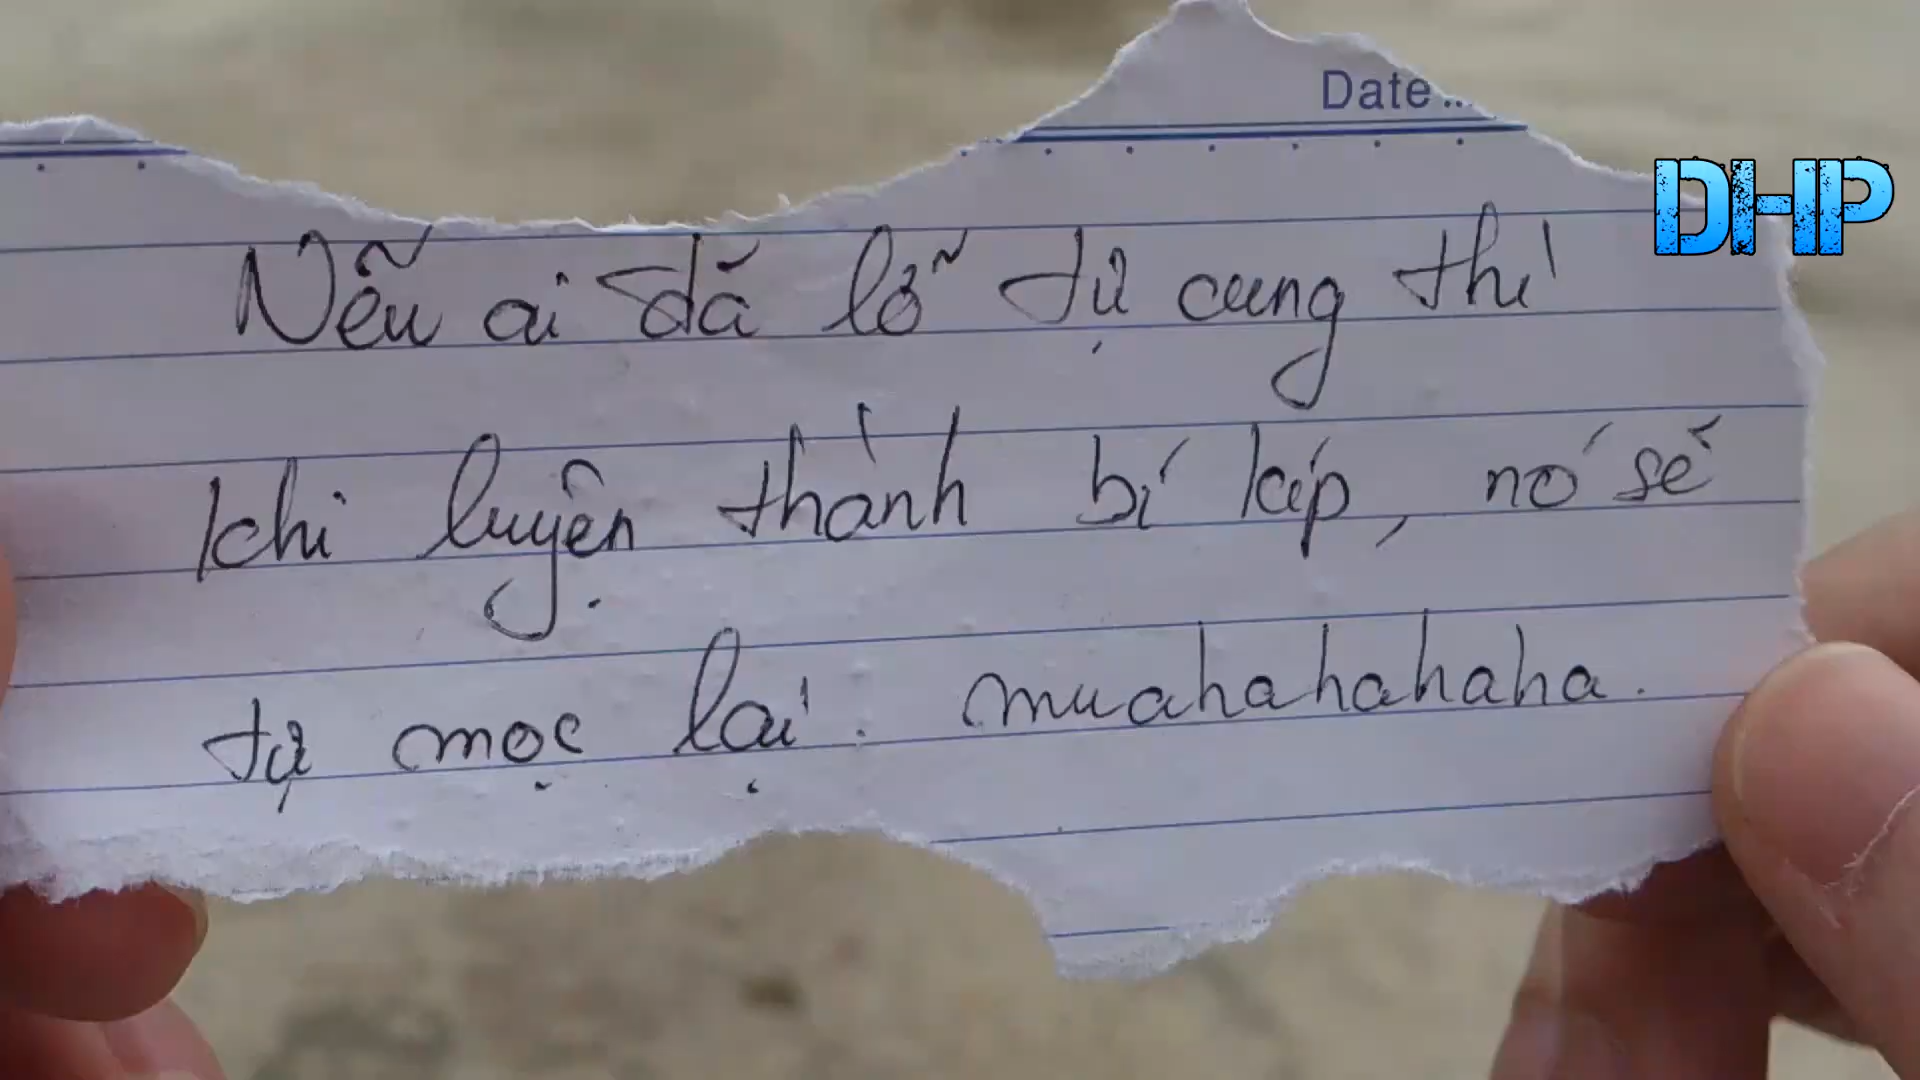 Date...
DHP
Nếu ai đã lỡ tự cung thì
khi luyện thành bí kíp, nó sẽ
tự mọc lại. muahahahaha.